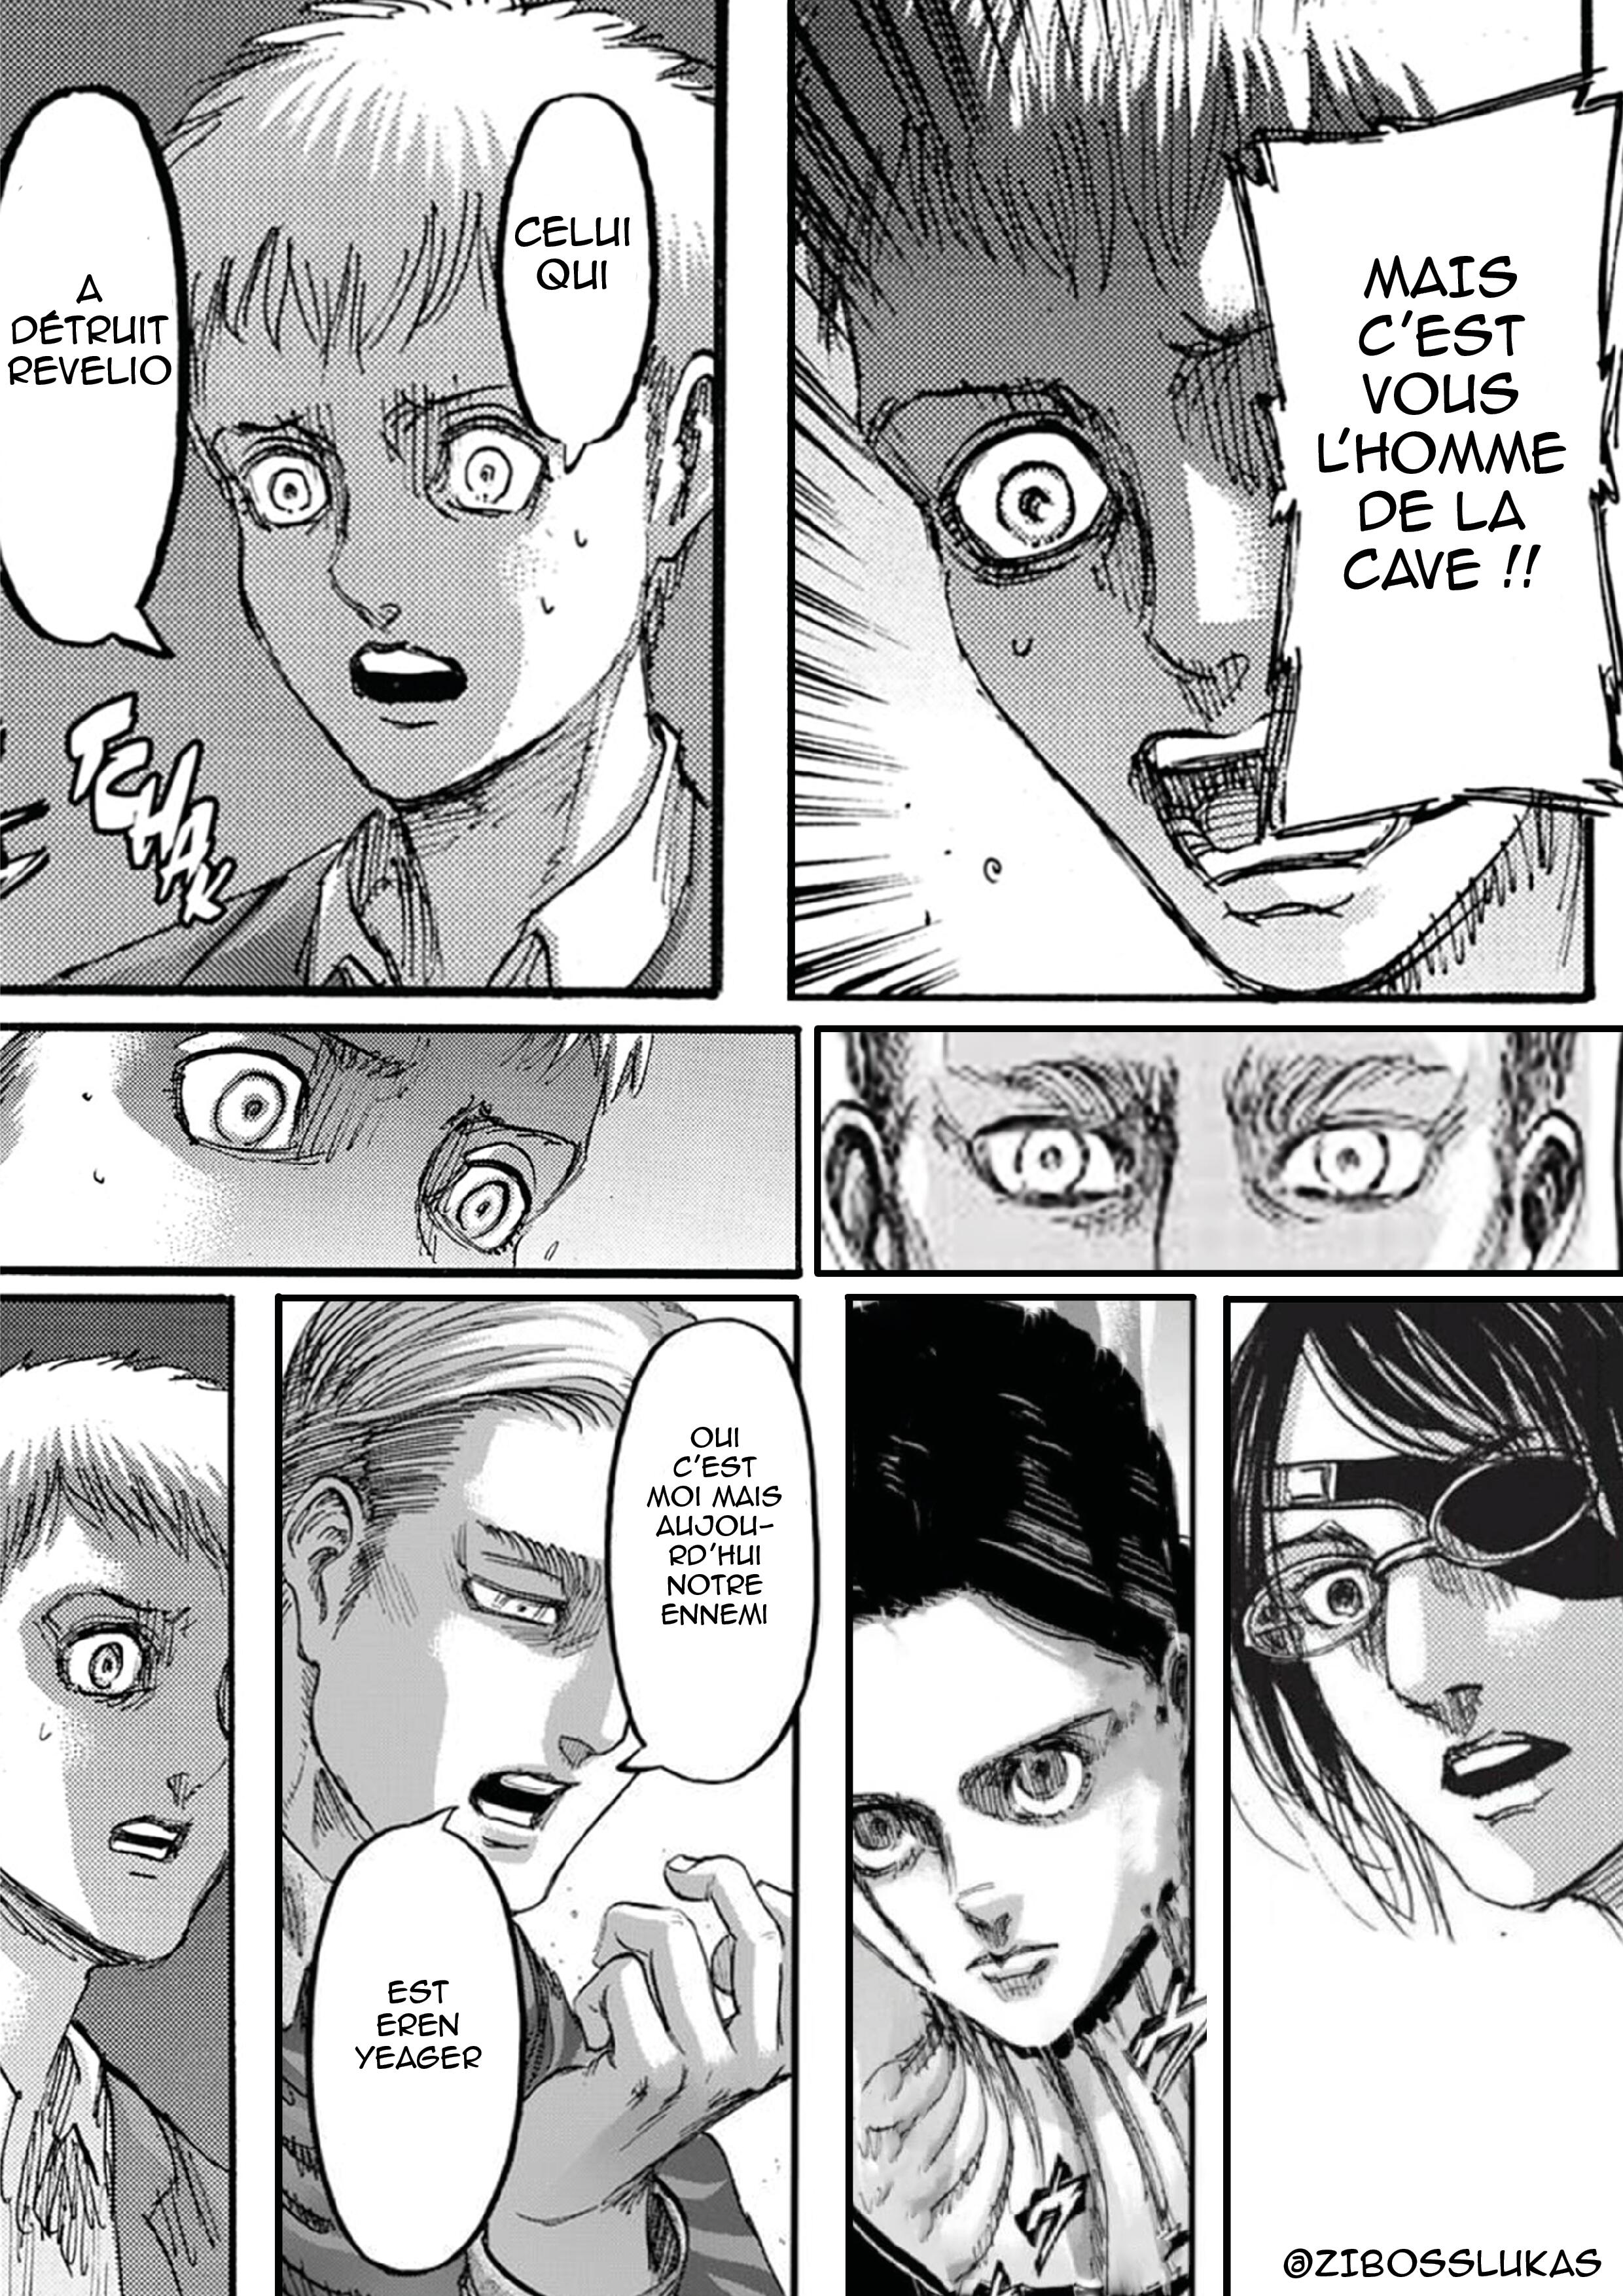 MAIS
C'EST
VOUS
L'HOMME
DE LA
CAVE !!
CELUI
QUI
A
DÉTRUIT
REVELIO
TCHAK
OUI
C'EST
MOI MAIS
AUJOU-
RD'HUI
NOTRE
ENNEMI
EST
EREN
YEAGER
@ZIBOSSLUKAS